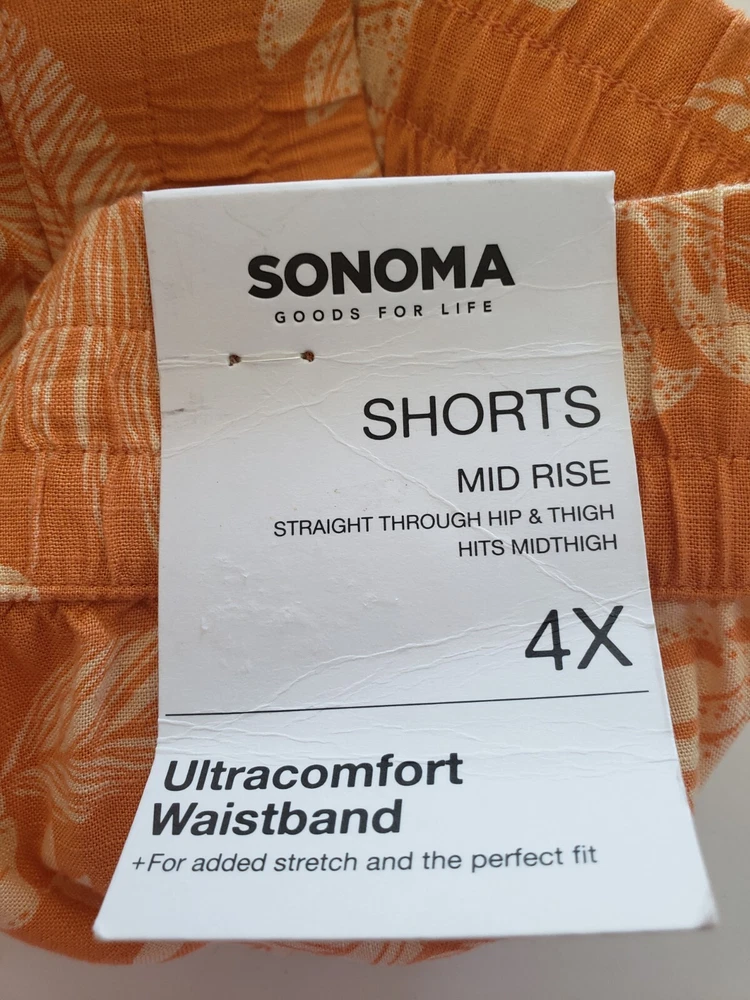 SONOMA
GOODS FOR LIFE
SHORTS
MID RISE
STRAIGHT THROUGH HIP & THIGH
HITS MIDTHIGH
4X
Ultracomfort
Waistband
+For added stretch and the perfect fit